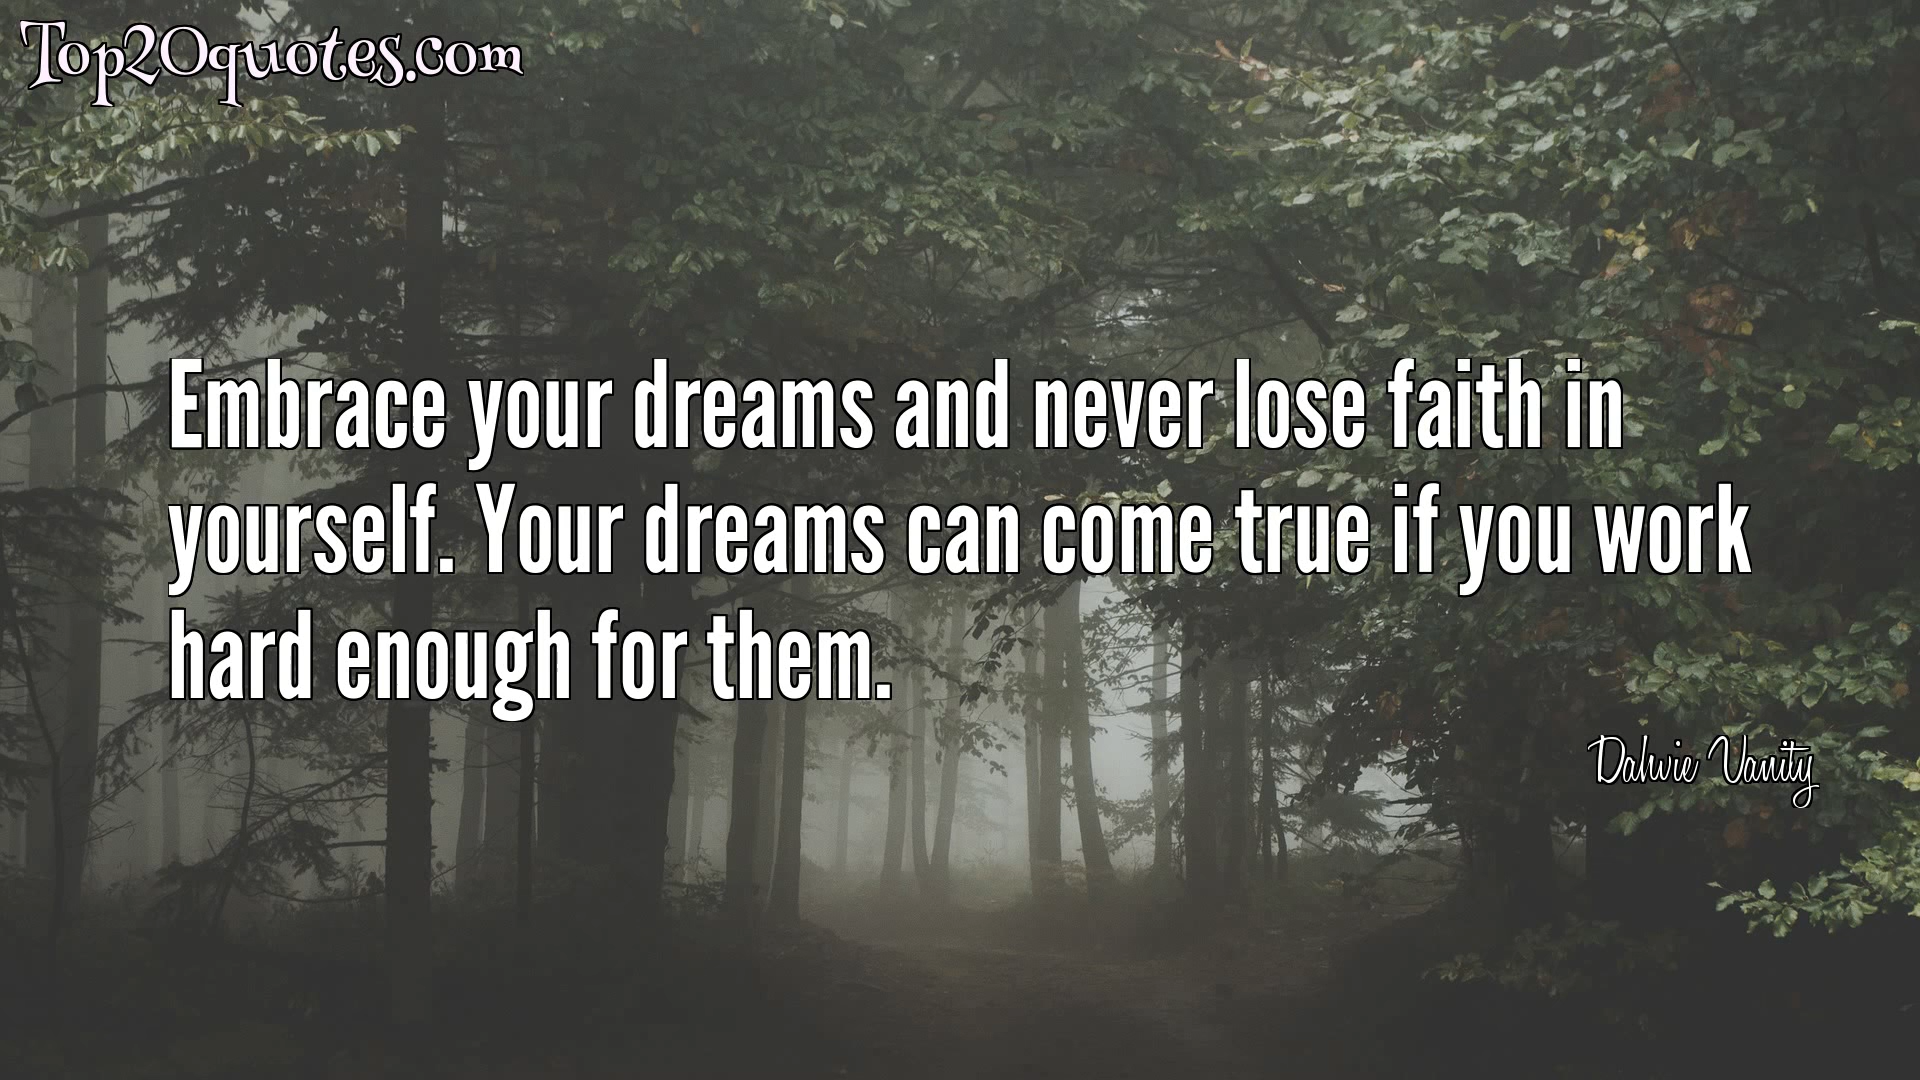 Top20quotes.com
Embrace your dreams and never lose faith in
yourself. Your dreams can come true if you work
hard enough for them.
Dalwie Vanity